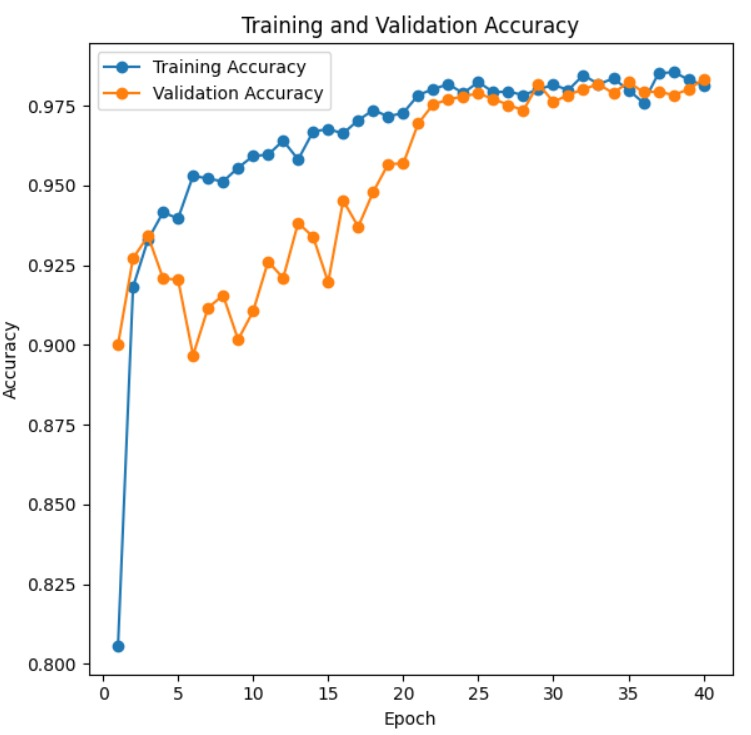 Training and Validation Accuracy
Training Accuracy
Validation Accuracy
0.975
0.950
0.925
0.900
0.875
0.850
0.825
0.800
Accuracy
0 5 10 15 20 25 30 35 40
Epoch